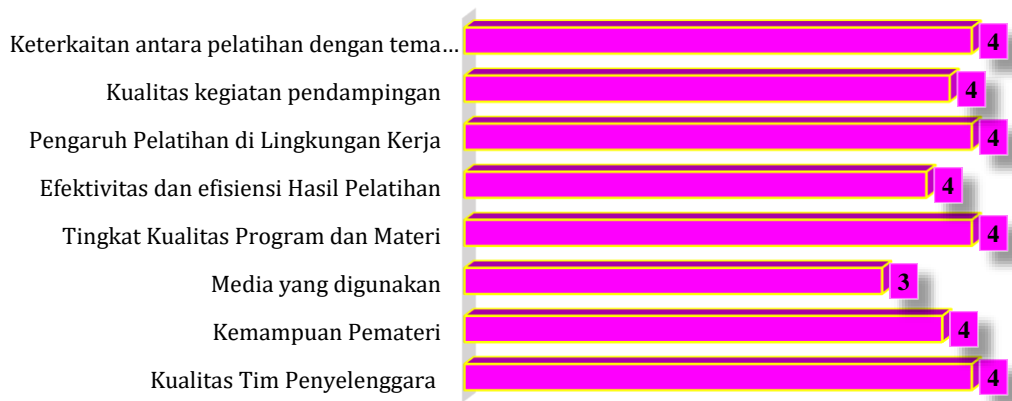 Keterkaitan antara pelatihan dengan tema… 4
Kualitas kegiatan pendampingan 4
Pengaruh Pelatihan di Lingkungan Kerja 4
Efektivitas dan efisiensi Hasil Pelatihan 4
Tingkat Kualitas Program dan Materi 4
Media yang digunakan 3
Kemampuan Pemateri 4
Kualitas Tim Penyelenggara 4